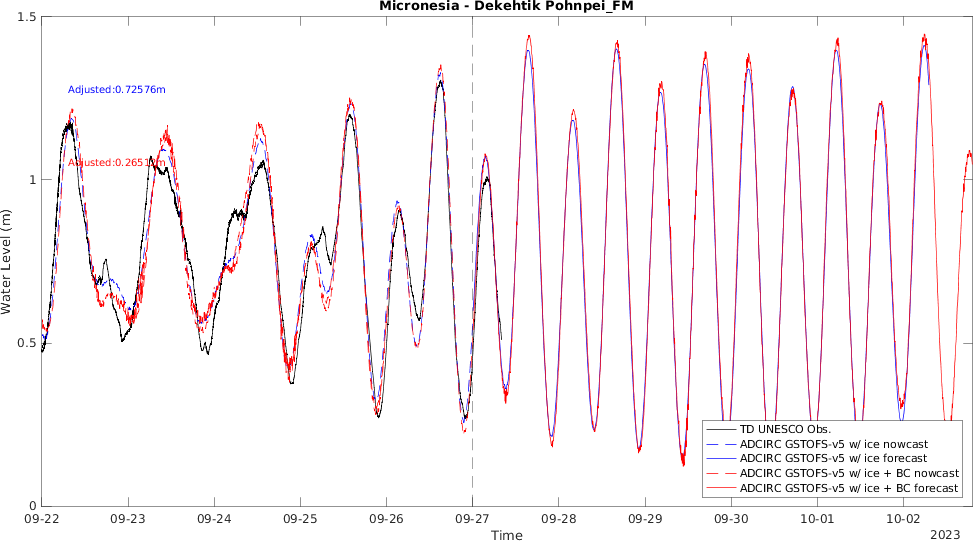 Micronesia - Dekehtik Pohnpei_FM
1.5
1
0.5
0
Water Level (m)
Adjusted:0.72576m
TD UNESCO Obs.
ADCIRC GSTOFS-v5 w/ ice nowcast
ADCIRC GSTOFS-v5 w/ ice forecast
ADCIRC GSTOFS-v5 w/ ice + BC nowcast
ADCIRC GSTOFS-v5 w/ ice + BC forecast
09-22 09-23 09-24 09-25 09-26 09-27 09-28 09-29 09-30 10-01 10-02
Time
2023